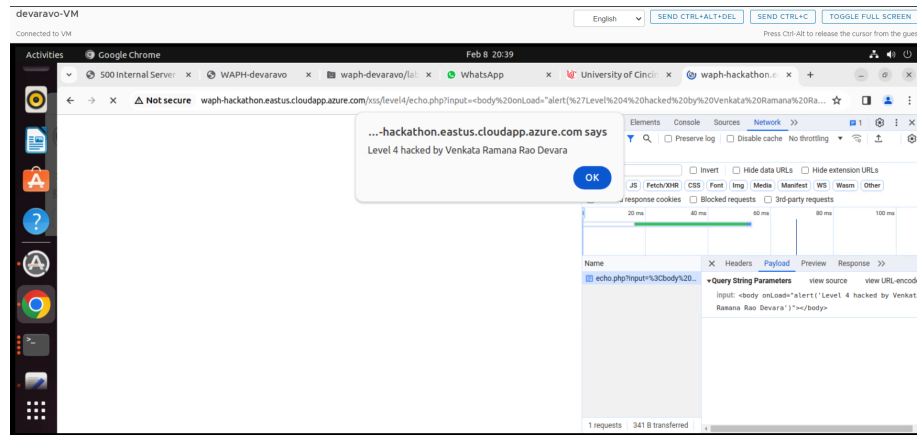 devaravo-VM
English
SEND CTRL+ALT+DEL
SEND CTRL+C
TOGGLE FULL SCREEN
Connected to VM
Press Ctrl-Alt to release the cursor from the gues
Activities
Google Chrome
Feb 8 20:39
500 Internal Server
WAPH-devaravo
waph-devaravo/lab
WhatsApp
University of Cincin
waph-hackathon.e
Not secure
waph-hackathon.eastus.cloudapp.azure.com/xss/level4/echo.php?input=<body%20onLoad="alert(%27Level%204%20hacked%20by%20Venkata%20Ramana%20Ra...
...-hackathon.eastus.cloudapp.azure.com says
Level 4 hacked by Venkata Ramana Rao Devara
OK
Elements Console Sources Network
1
Preserve log Disable cache No throttling
Invert Hide data URLs Hide extension URLs
JS Fetch/XHR CSS Font Img Media Manifest WS Wasm Other
response cookies Blocked requests 3rd-party requests
20 ms 40 ms 60 ms 80 ms 100 ms
Name
Headers Payload Preview Response
echo.php?input=%3Cbody%20...
Query String Parameters view source view URL-encode
input: <body onLoad="alert('Level 4 hacked by Venkat
Ramana Rao Devara')"></body>
1 requests 341 B transferred